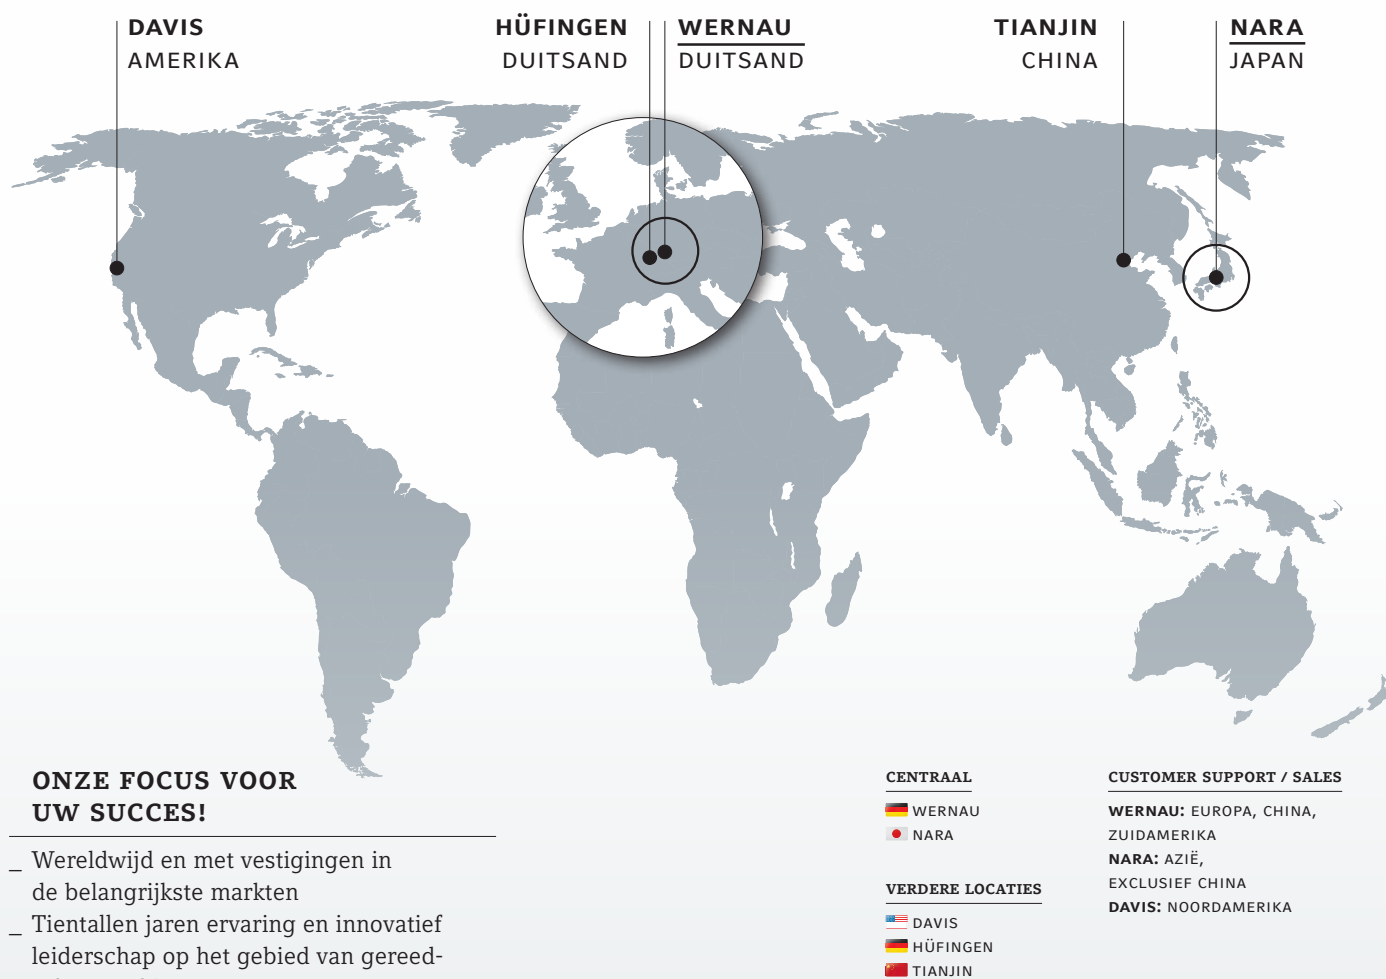 DAVIS
AMERIKA
HÜFINGEN
DUITSAND
WERNAU
DUITSAND
TIANJIN
CHINA
NARA
JAPAN
ONZE FOCUS VOOR
UW SUCCES!
_ Wereldwijd en met vestigingen in
de belangrijkste markten
_ Tientallen jaren ervaring en innovatief
leiderschap op het gebied van gereed-
CENTRAAL
WERNAU
NARA
VERDERE LOCATIES
DAVIS
HÜFINGEN
TIANJIN
CUSTOMER SUPPORT / SALES
WERNAU: EUROPA, CHINA,
ZUIDAMERIKA
NARA: AZIË,
EXCLUSIEF CHINA
DAVIS: NOORDAMERIKA